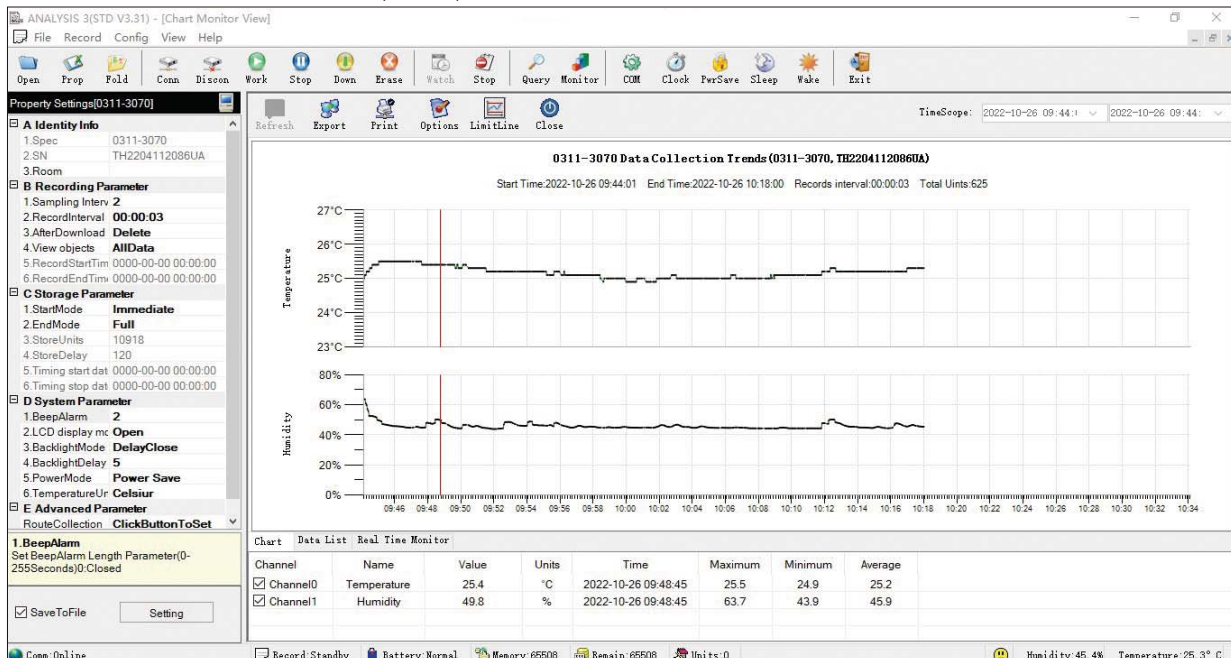 ANALYSIS 3(STD V3.31) - [Chart Monitor View]
File Record Config View Help
Open Prop Fold Conn Discon Work Stop Down Erase Watch Stop Query Monitor COM Clock PwrSave Sleep Wake Exit
Property Settings[0311-3070]
A Identity Info
1.Spec 0311-3070
2.SN TH2204112086UA
3.Room
B Recording Parameter
1.Sampling Interv 2
2.RecordInterval 00:00:03
3.AfterDownload Delete
4.View objects AllData
5.RecordStartTim 0000-00-00 00:00:00
6.RecordEndTim 0000-00-00 00:00:00
C Storage Parameter
1.StartMode Immediate
2.EndMode Full
3.StoreUnits 10918
4.StoreDelay 120
5.Timing start dat 0000-00-00 00:00:00
6.Timing stop dat 0000-00-00 00:00:00
D System Parameter
1.BeepAlarm 2
2.LCD display mc Open
3.BacklightMode DelayClose
4.BacklightDelay 5
5.PowerMode Power Save
6.TemperatureUr Celsiur
E Advanced Parameter
RouteCollection ClickButtonToSet
1.BeepAlarm
Set BeepAlarm Length Parameter(0-
255Seconds)0:Closed
SaveToFile Setting
Refresh Export Print Options LimitLine Close
TimeScope: 2022-10-26 09:44: 2022-10-26 09:44:
0311-3070 Data Collection Trends(0311-3070, TH2204112086UA)
Start Time:2022-10-26 09:44:01 End Time:2022-10-26 10:18:00 Records interval:00:00:03 Total Uints:625
Temperature
27°C
26°C
25°C
24°C
23°C
Humidity
80%
60%
40%
20%
0%
09:46 09:48 09:50 09:52 09:54 09:56 09:58 10:00 10:02 10:04 10:06 10:08 10:10 10:12 10:14 10:16 10:18 10:20 10:22 10:24 10:26 10:28 10:30 10:32 10:34
Chart Data List Real Time Monitor
Channel Name Value Units Time Maximum Minimum Average
Channel0 Temperature 25.4 °C 2022-10-26 09:48:45 25.5 24.9 25.2
Channel1 Humidity 49.8 % 2022-10-26 09:48:45 63.7 43.9 45.9
Comm:Online Record:Standby Battery:Normal Memory:65508 Remain:65508 Units:0 Humidity:45.4% Temperature:25.3° C